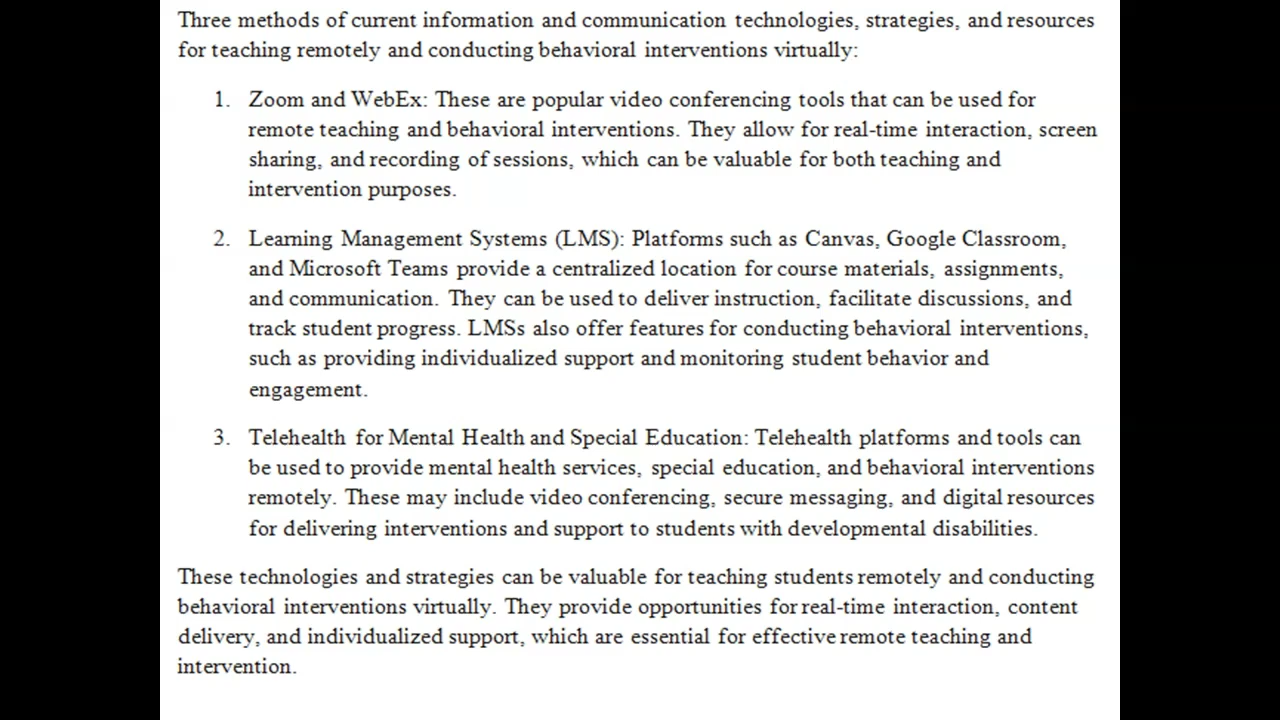 Three methods of current information and communication technologies, strategies, and resources
for teaching remotely and conducting behavioral interventions virtually:
1. Zoom and WebEx: These are popular video conferencing tools that can be used for
remote teaching and behavioral interventions. They allow for real-time interaction, screen
sharing, and recording of sessions, which can be valuable for both teaching and
intervention purposes.
2. Learning Management Systems (LMS): Platforms such as Canvas, Google Classroom,
and Microsoft Teams provide a centralized location for course materials, assignments,
and communication. They can be used to deliver instruction, facilitate discussions, and
track student progress. LMSs also offer features for conducting behavioral interventions,
such as providing individualized support and monitoring student behavior and
engagement.
3. Telehealth for Mental Health and Special Education: Telehealth platforms and tools can
be used to provide mental health services, special education, and behavioral interventions
remotely. These may include video conferencing, secure messaging, and digital resources
for delivering interventions and support to students with developmental disabilities.
These technologies and strategies can be valuable for teaching students remotely and conducting
behavioral interventions virtually. They provide opportunities for real-time interaction, content
delivery, and individualized support, which are essential for effective remote teaching and
intervention.